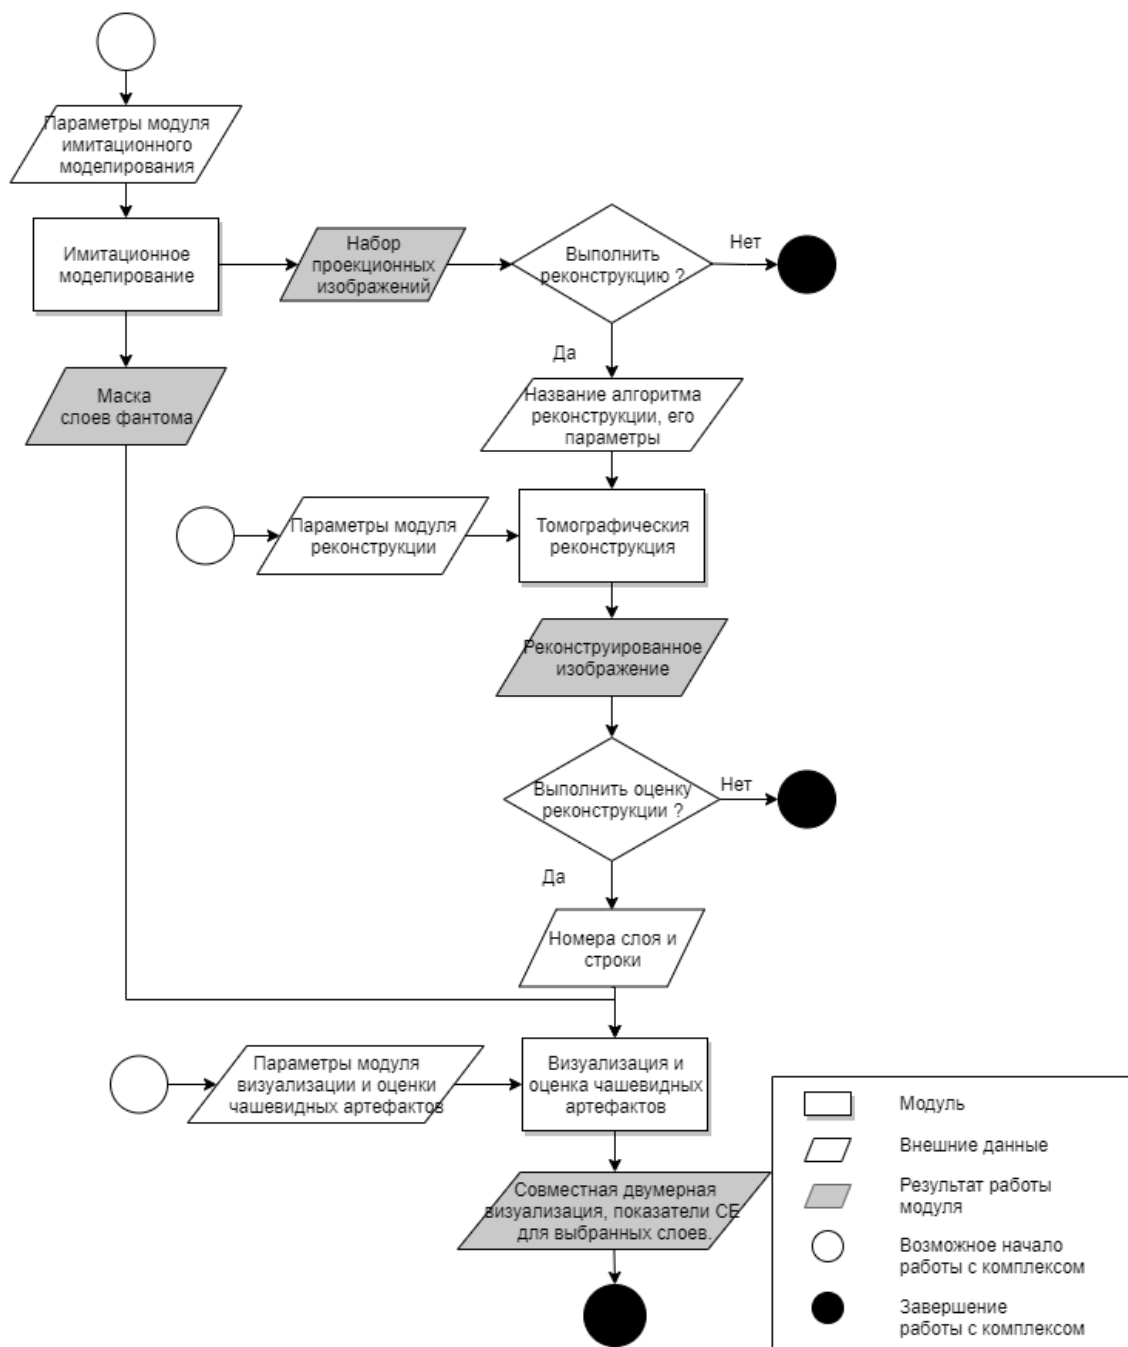 Параметры модуля
имитационного
моделирования
Имитационное
моделирование
Набор
проекционных
изображений
Выполнить
реконструкцию ?
Нет
Да
Маска
слоев фантома
Название алгоритма
реконструкции, его
параметры
Параметры модуля
реконструкции
Томографическия
реконструкция
Реконструированное
изображение
Выполнить оценку
реконструкции ?
Нет
Да
Номера слоя и
строки
Параметры модуля
визуализации и оценки
чашевидных артефактов
Визуализация и
оценка чашевидных
артефактов
Совместная двумерная
визуализация, показатели СЕ
для выбранных слоев.
Модуль
Внешние данные
Результат работы
модуля
Возможное начало
работы с комплексом
Завершение
работы с комплексом